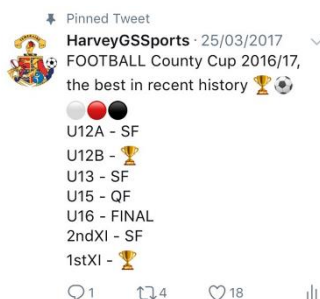 Pinned Tweet
HarveyGSSports · 25/03/2017
FOOTBALL County Cup 2016/17,
the best in recent history 🏆⚽
⚪🔴⚫
U12A - SF
U12B - 🏆
U13 - SF
U15 - QF
U16 - FINAL
2ndXI - SF
1stXI - 🏆
1 4 18